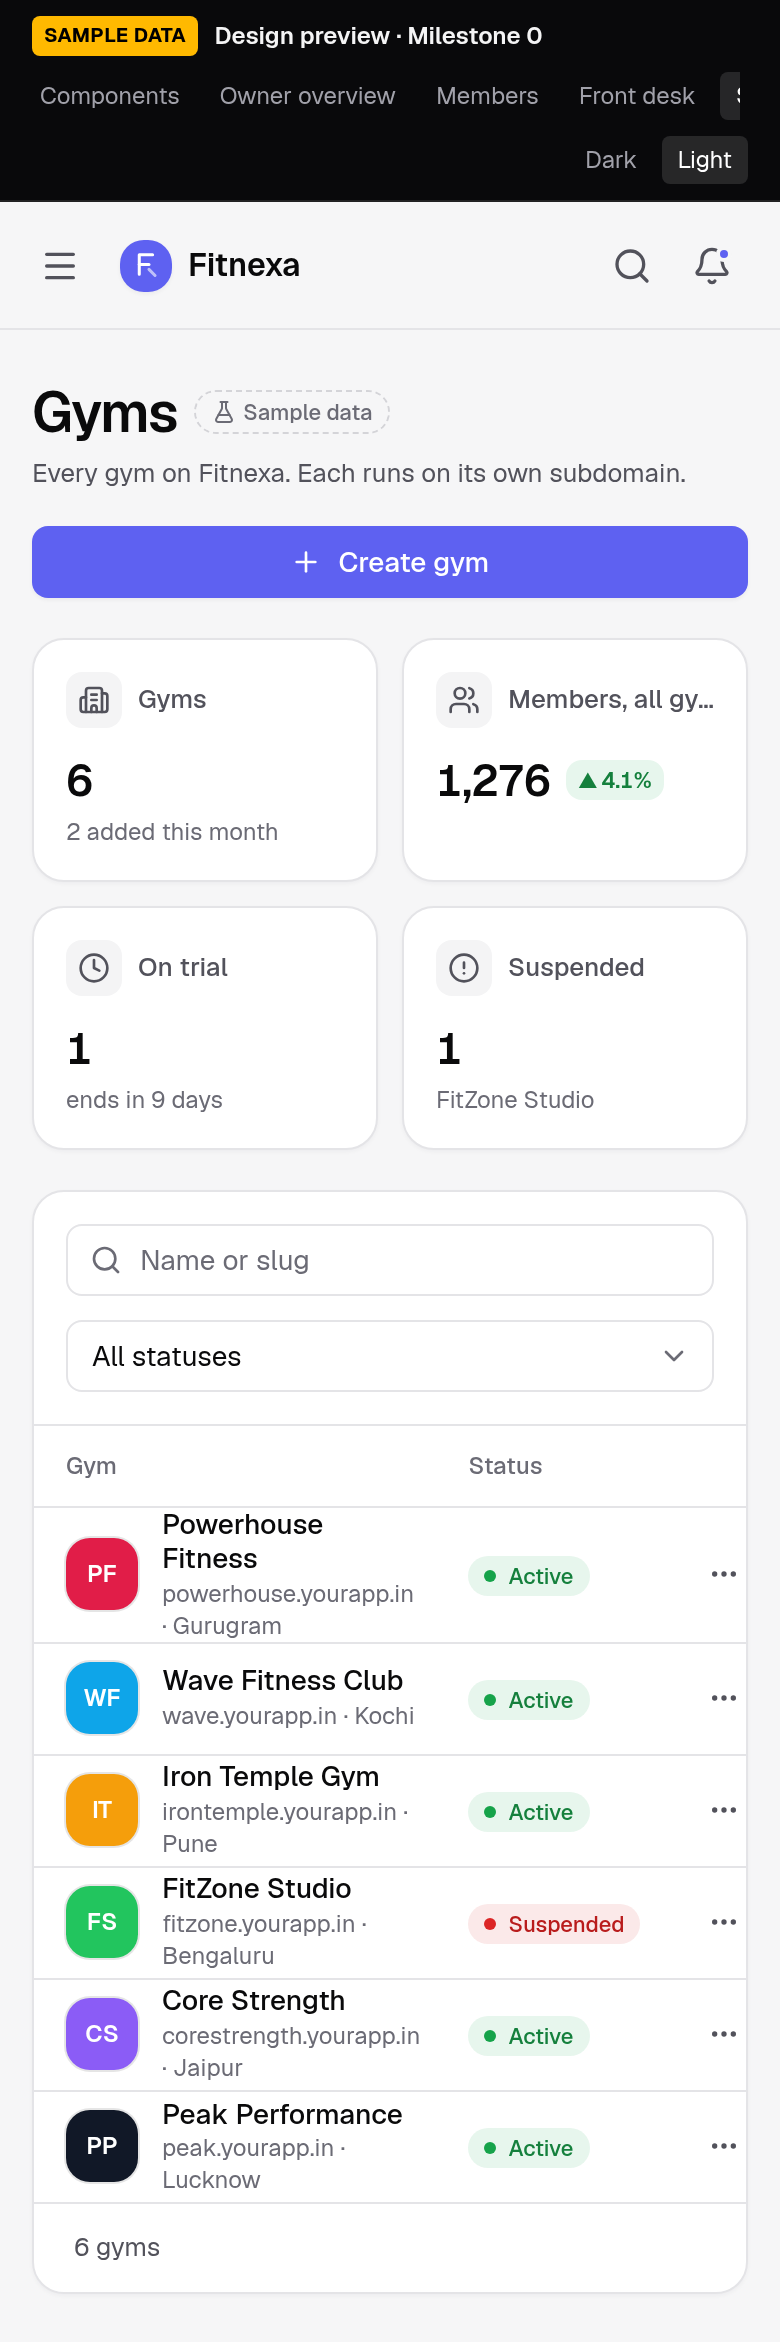 SAMPLE DATA Design preview · Milestone 0
Components Owner overview Members Front desk
Dark Light
Fitnexa
Gyms Sample data
Every gym on Fitnexa. Each runs on its own subdomain.
Create gym
Gyms
6
2 added this month
Members, all gy...
1,276 ▲ 4.1%
On trial
1
ends in 9 days
Suspended
1
FitZone Studio
Name or slug
All statuses
Gym Status
PF
Powerhouse
Fitness
powerhouse.yourapp.in
· Gurugram
Active
WF
Wave Fitness Club
wave.yourapp.in · Kochi
Active
IT
Iron Temple Gym
irontemple.yourapp.in ·
Pune
Active
FS
FitZone Studio
fitzone.yourapp.in ·
Bengaluru
Suspended
CS
Core Strength
corestrength.yourapp.in
· Jaipur
Active
PP
Peak Performance
peak.yourapp.in ·
Lucknow
Active
6 gyms